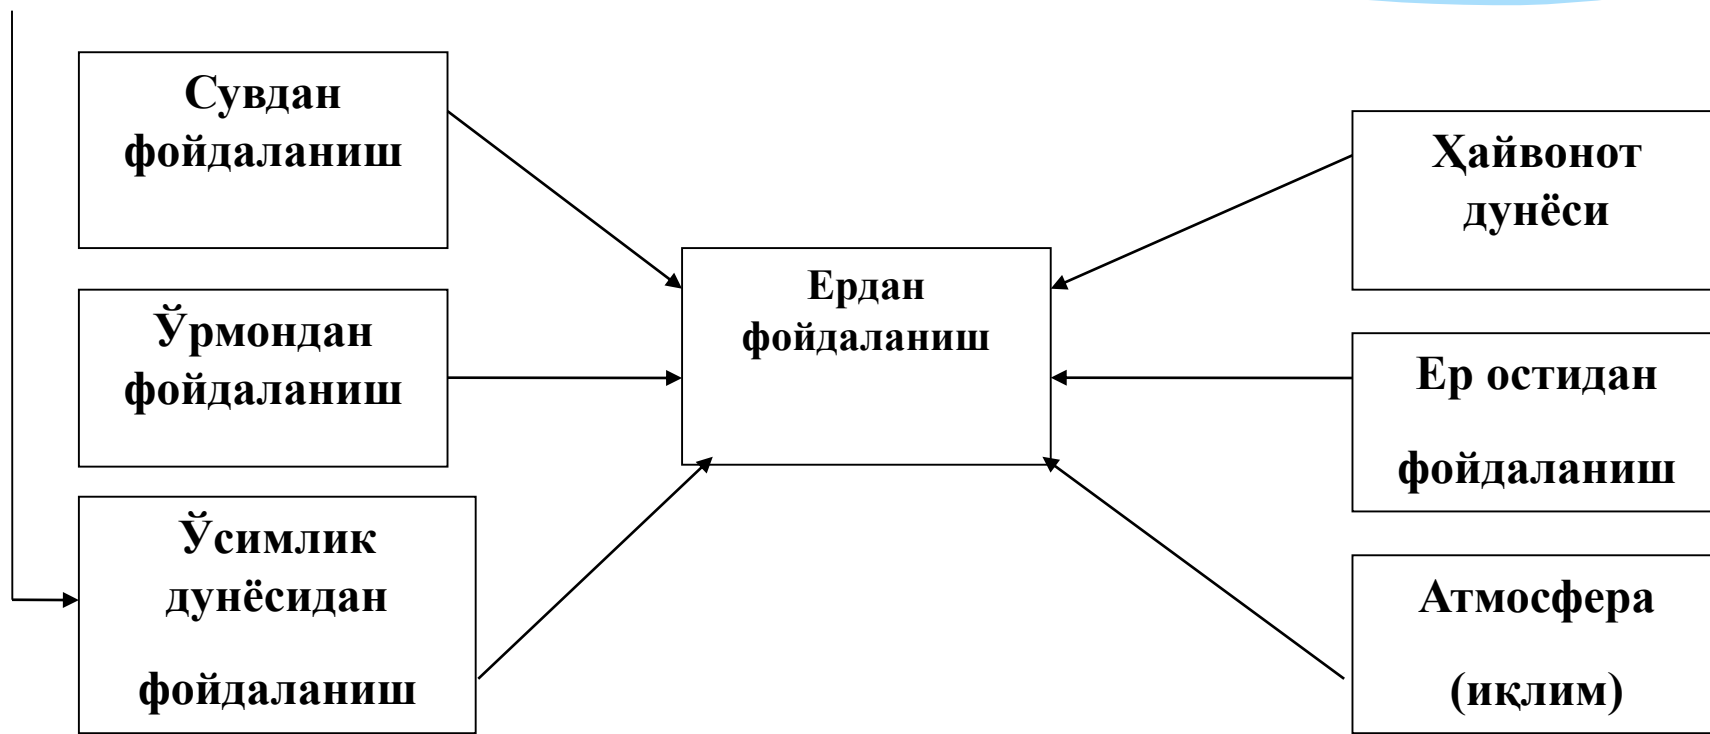 Сувдан
фойдаланиш
Ўрмондан
фойдаланиш
Ўсимлик
дунёсидан
фойдаланиш
Ердан
фойдаланиш
Ҳайвонот
дунёси
Ер остидан
фойдаланиш
Атмосфера
(иқлим)